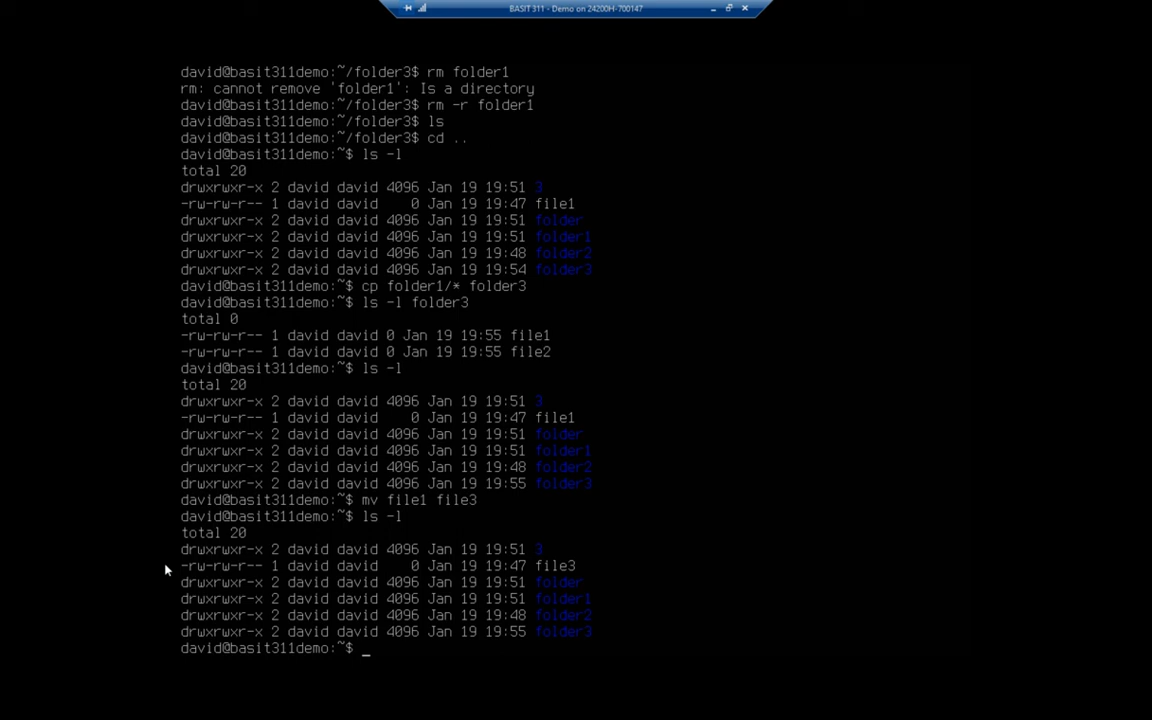 BASIT 311 - Demo on 24200H-700147
david@basit311demo:~/folder3$ rm folder1
rm: cannot remove 'folder1': Is a directory
david@basit311demo:~/folder3$ rm -r folder1
david@basit311demo:~/folder3$ ls
david@basit311demo:~/folder3$ cd ..
david@basit311demo:~$ ls -l
total 20
drwxrwxr-x 2 david david 4096 Jan 19 19:51 3
-rw-rw-r-- 1 david david    0 Jan 19 19:47 file1
drwxrwxr-x 2 david david 4096 Jan 19 19:51 folder
drwxrwxr-x 2 david david 4096 Jan 19 19:51 folder1
drwxrwxr-x 2 david david 4096 Jan 19 19:48 folder2
drwxrwxr-x 2 david david 4096 Jan 19 19:54 folder3
david@basit311demo:~$ cp folder1/* folder3
david@basit311demo:~$ ls -l folder3
total 0
-rw-rw-r-- 1 david david 0 Jan 19 19:55 file1
-rw-rw-r-- 1 david david 0 Jan 19 19:55 file2
david@basit311demo:~$ ls -l
total 20
drwxrwxr-x 2 david david 4096 Jan 19 19:51 3
-rw-rw-r-- 1 david david    0 Jan 19 19:47 file1
drwxrwxr-x 2 david david 4096 Jan 19 19:51 folder
drwxrwxr-x 2 david david 4096 Jan 19 19:51 folder1
drwxrwxr-x 2 david david 4096 Jan 19 19:48 folder2
drwxrwxr-x 2 david david 4096 Jan 19 19:55 folder3
david@basit311demo:~$ mv file1 file3
david@basit311demo:~$ ls -l
total 20
drwxrwxr-x 2 david david 4096 Jan 19 19:51 3
-rw-rw-r-- 1 david david    0 Jan 19 19:47 file3
drwxrwxr-x 2 david david 4096 Jan 19 19:51 folder
drwxrwxr-x 2 david david 4096 Jan 19 19:51 folder1
drwxrwxr-x 2 david david 4096 Jan 19 19:48 folder2
drwxrwxr-x 2 david david 4096 Jan 19 19:55 folder3
david@basit311demo:~$ _